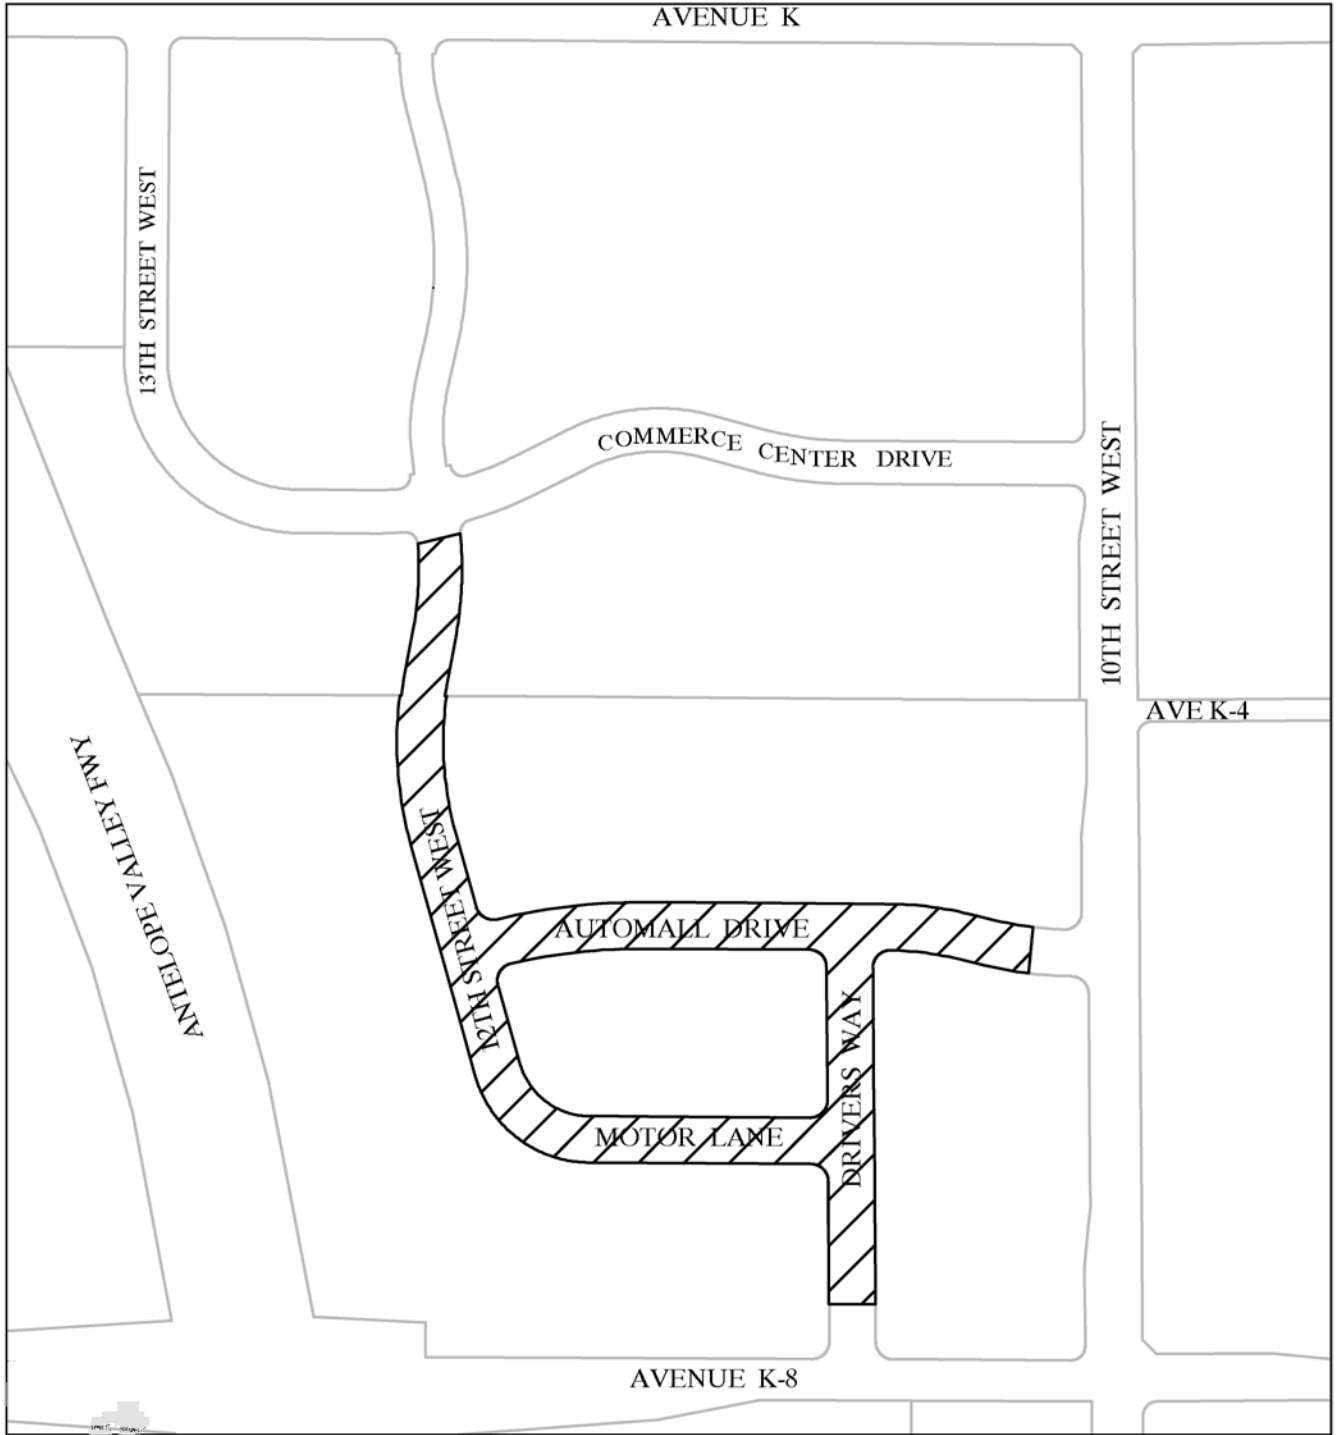 AVENUE K
13TH STREET WEST
COMMERCE CENTER DRIVE
10TH STREET WEST
AVE K-4
ANTELOPE VALLEY FWY
12TH STREET WEST
AUTOMALL DRIVE
DRIVERS WAY
MOTOR LANE
AVENUE K-8